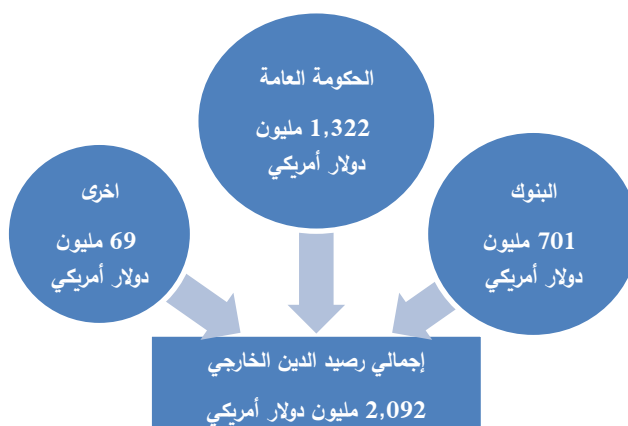 الحكومة العامة
1,322 مليون
دولار أمريكي
البنوك
701 مليون
دولار أمريكي
اخرى
69 مليون
دولار أمريكي
إجمالي رصيد الدين الخارجي
2,092 مليون دولار أمريكي